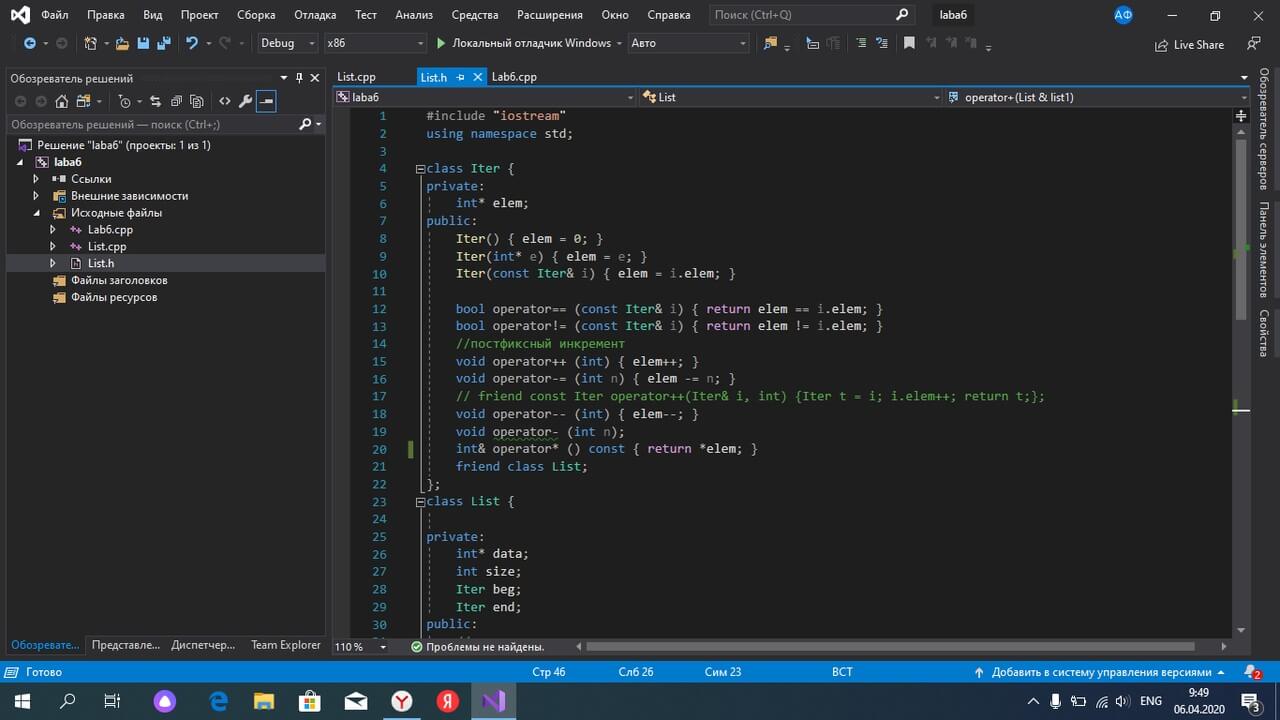 Файл Правка Вид Проект Сборка Отладка Тест Анализ Средства Расширения Окно Справка Поиск (Ctrl+Q) laba6 АФ
Debug x86 Локальный отладчик Windows Авто Live Share
Обозреватель решений
Обозреватель решений — поиск (Ctrl+;)
Решение "laba6" (проекты: 1 из 1)
laba6
Ссылки
Внешние зависимости
Исходные файлы
Lab6.cpp
List.cpp
List.h
Файлы заголовков
Файлы ресурсов
Обозревате... Представле... Диспетчер... Team Explorer
List.cpp List.h Lab6.cpp
laba6 List operator+(List & list1)
1 #include "iostream"
2 using namespace std;
3
4 class Iter {
5 private:
6 int* elem;
7 public:
8 Iter() { elem = 0; }
9 Iter(int* e) { elem = e; }
10 Iter(const Iter& i) { elem = i.elem; }
11
12 bool operator== (const Iter& i) { return elem == i.elem; }
13 bool operator!= (const Iter& i) { return elem != i.elem; }
14 //постфиксный инкремент
15 void operator++ (int) { elem++; }
16 void operator-= (int n) { elem -= n; }
17 // friend const Iter operator++(Iter& i, int) {Iter t = i; i.elem++; return t;};
18 void operator-- (int) { elem--; }
19 void operator- (int n);
20 int& operator* () const { return *elem; }
21 friend class List;
22 };
23 class List {
24
25 private:
26 int* data;
27 int size;
28 Iter beg;
29 Iter end;
30 public:
110 % Проблемы не найдены.
Обозреватель серверов
Панель элементов
Свойства
Готово Стр 46 Слб 26 Сим 23 ВСТ Добавить в систему управления версиями 2
ENG 9:49
06.04.2020 3